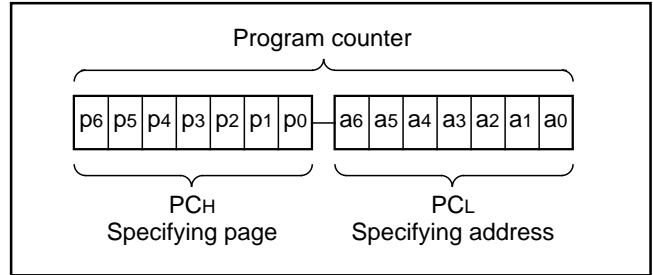 Program counter
p6 p5 p4 p3 p2 p1 p0 a6 a5 a4 a3 a2 a1 a0
PCH PCL
Specifying page Specifying address